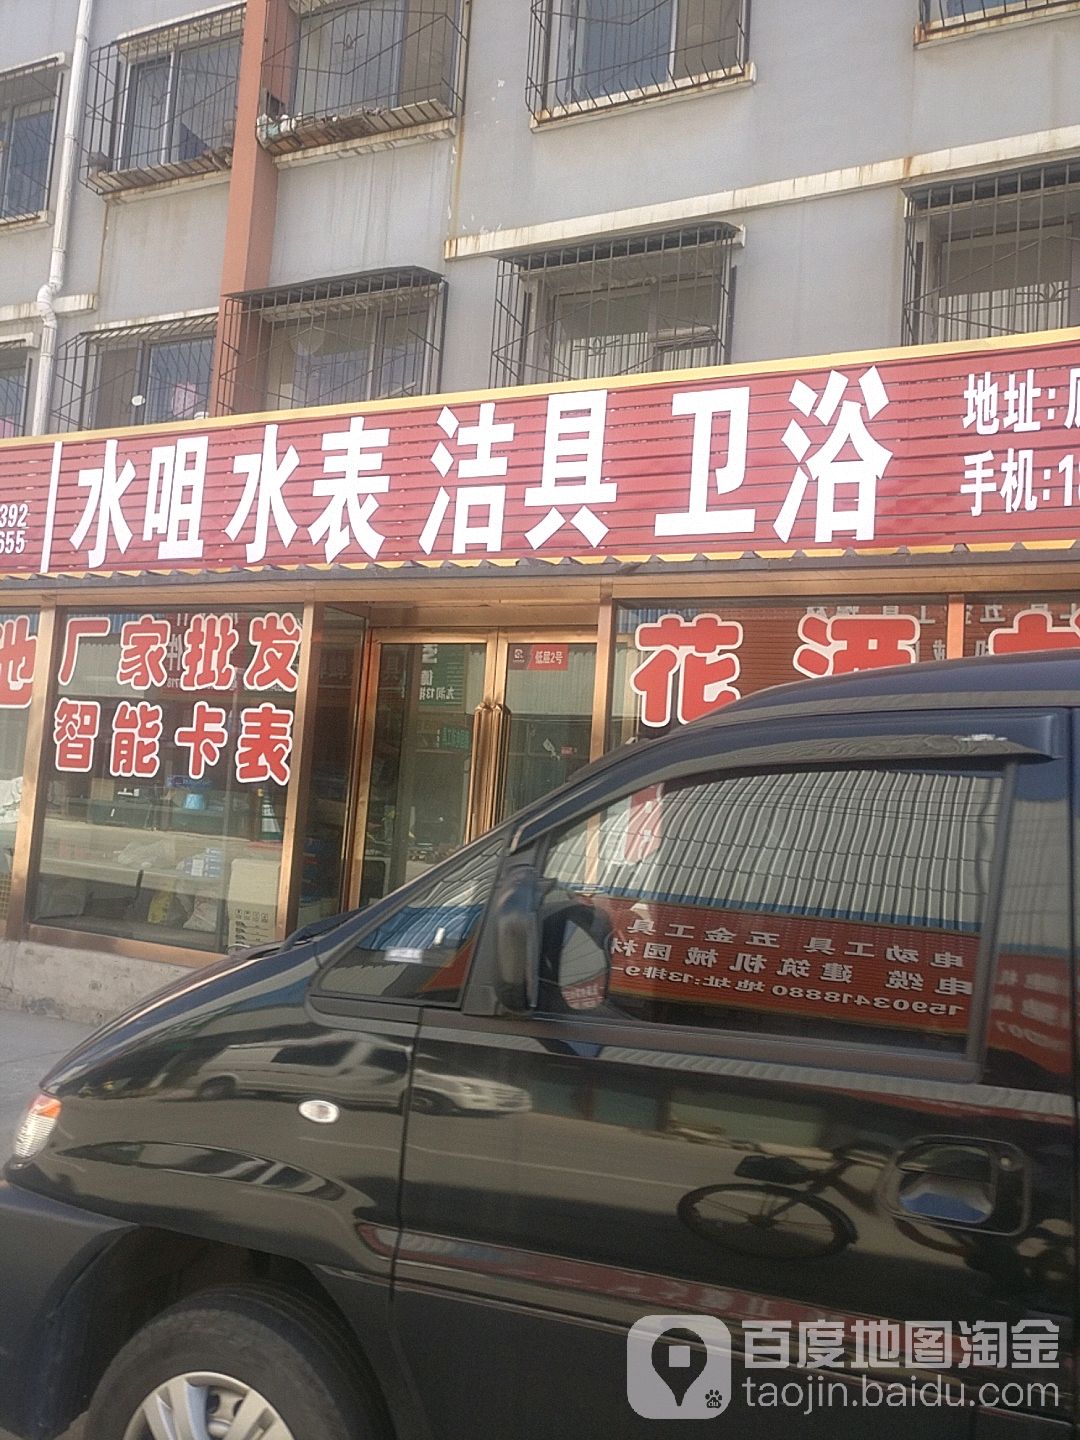 392
655
水咀 水表 洁具 卫浴
地址:
手机:1
池
厂家批发
智能卡表
低层2号
花洒
电动工具 五金工具
电缆 建筑机械 园林
15903418880 地址:13排9-
百度地图淘金
taojin.baidu.com